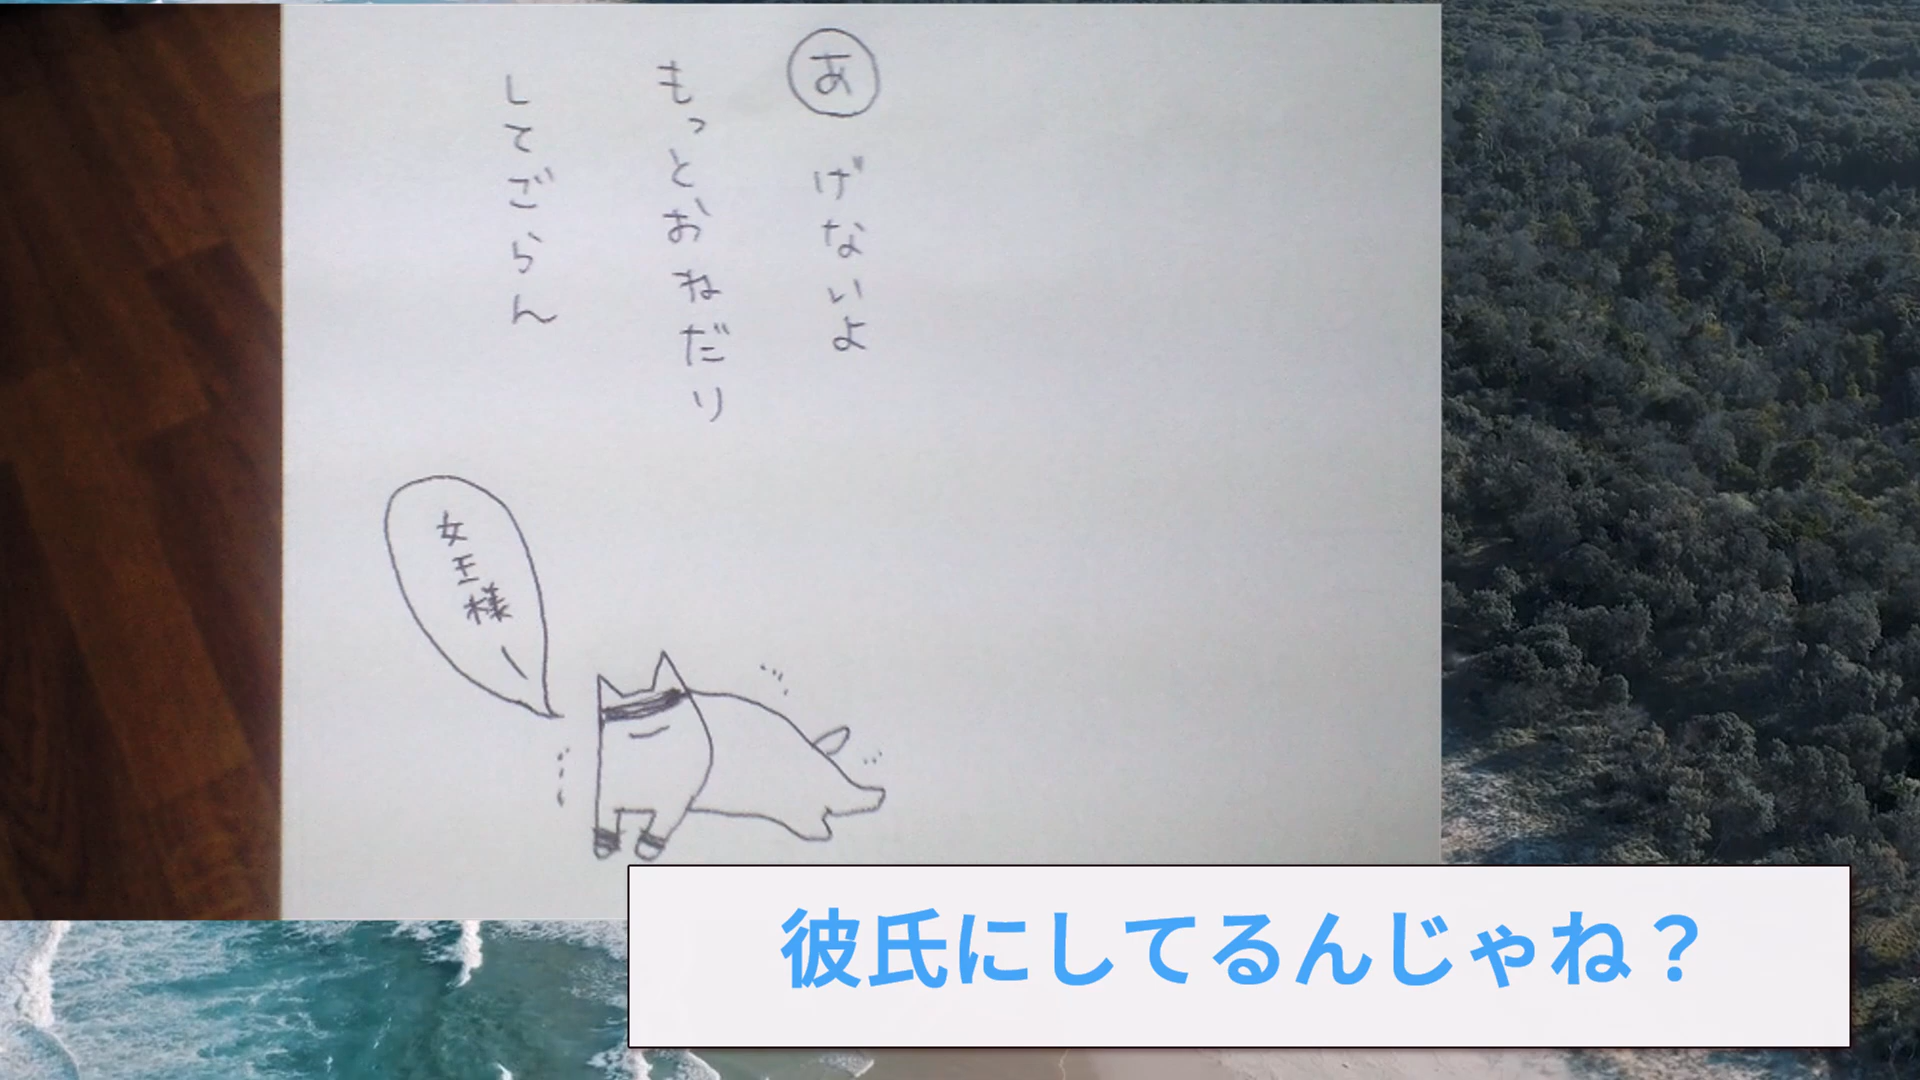 あげないよ
もっとおねだり
してごらん
女王様〜
彼氏にしてるんじゃね？